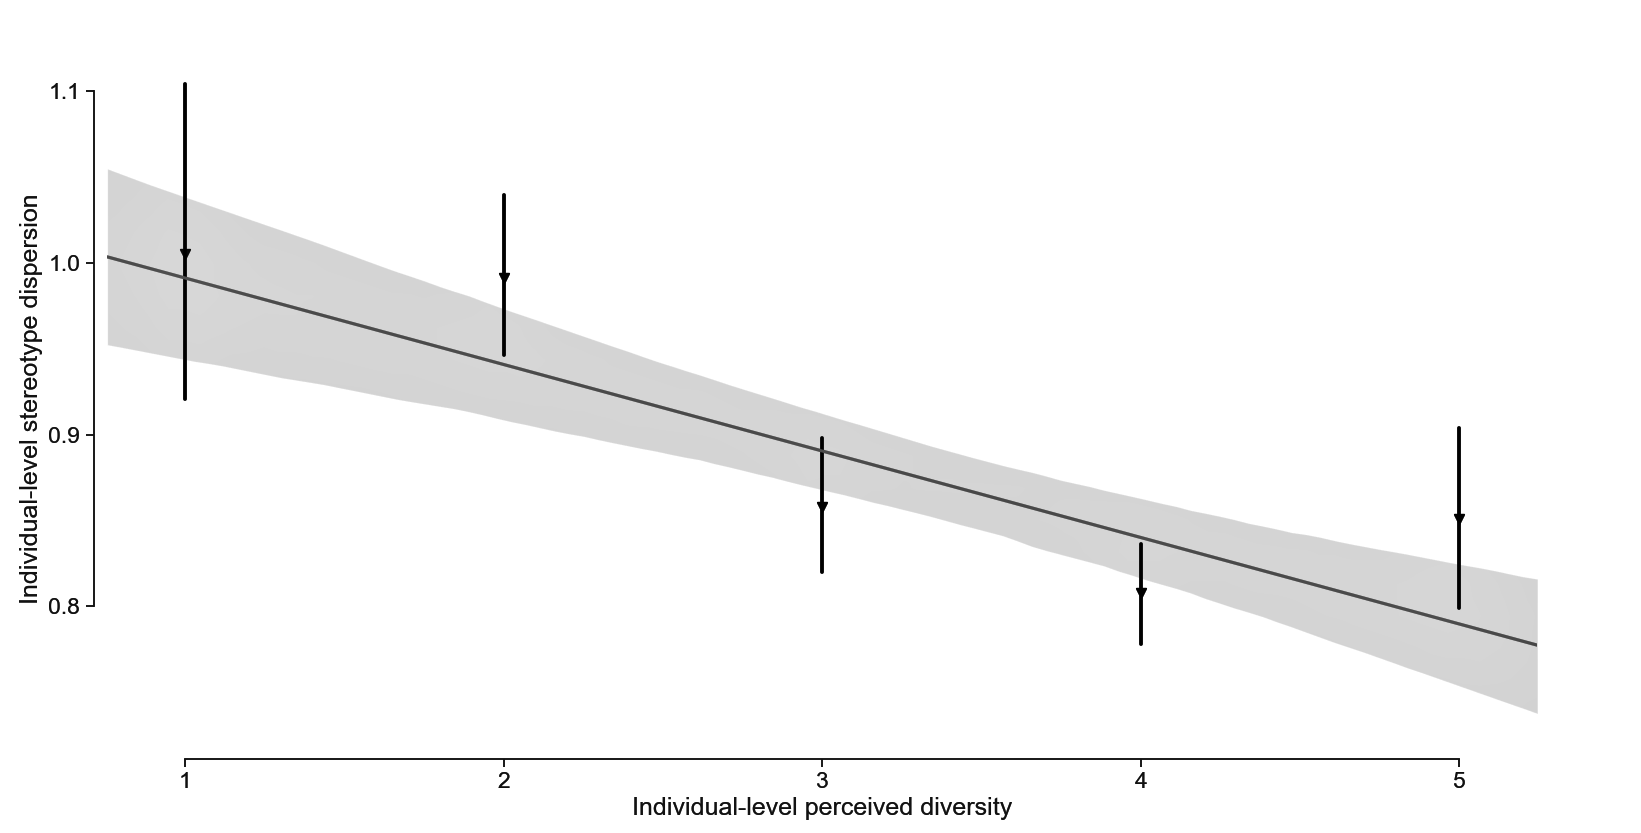 Individual-level stereotype dispersion
1.1
1.0
0.9
0.8
1 2 3 4 5
Individual-level perceived diversity